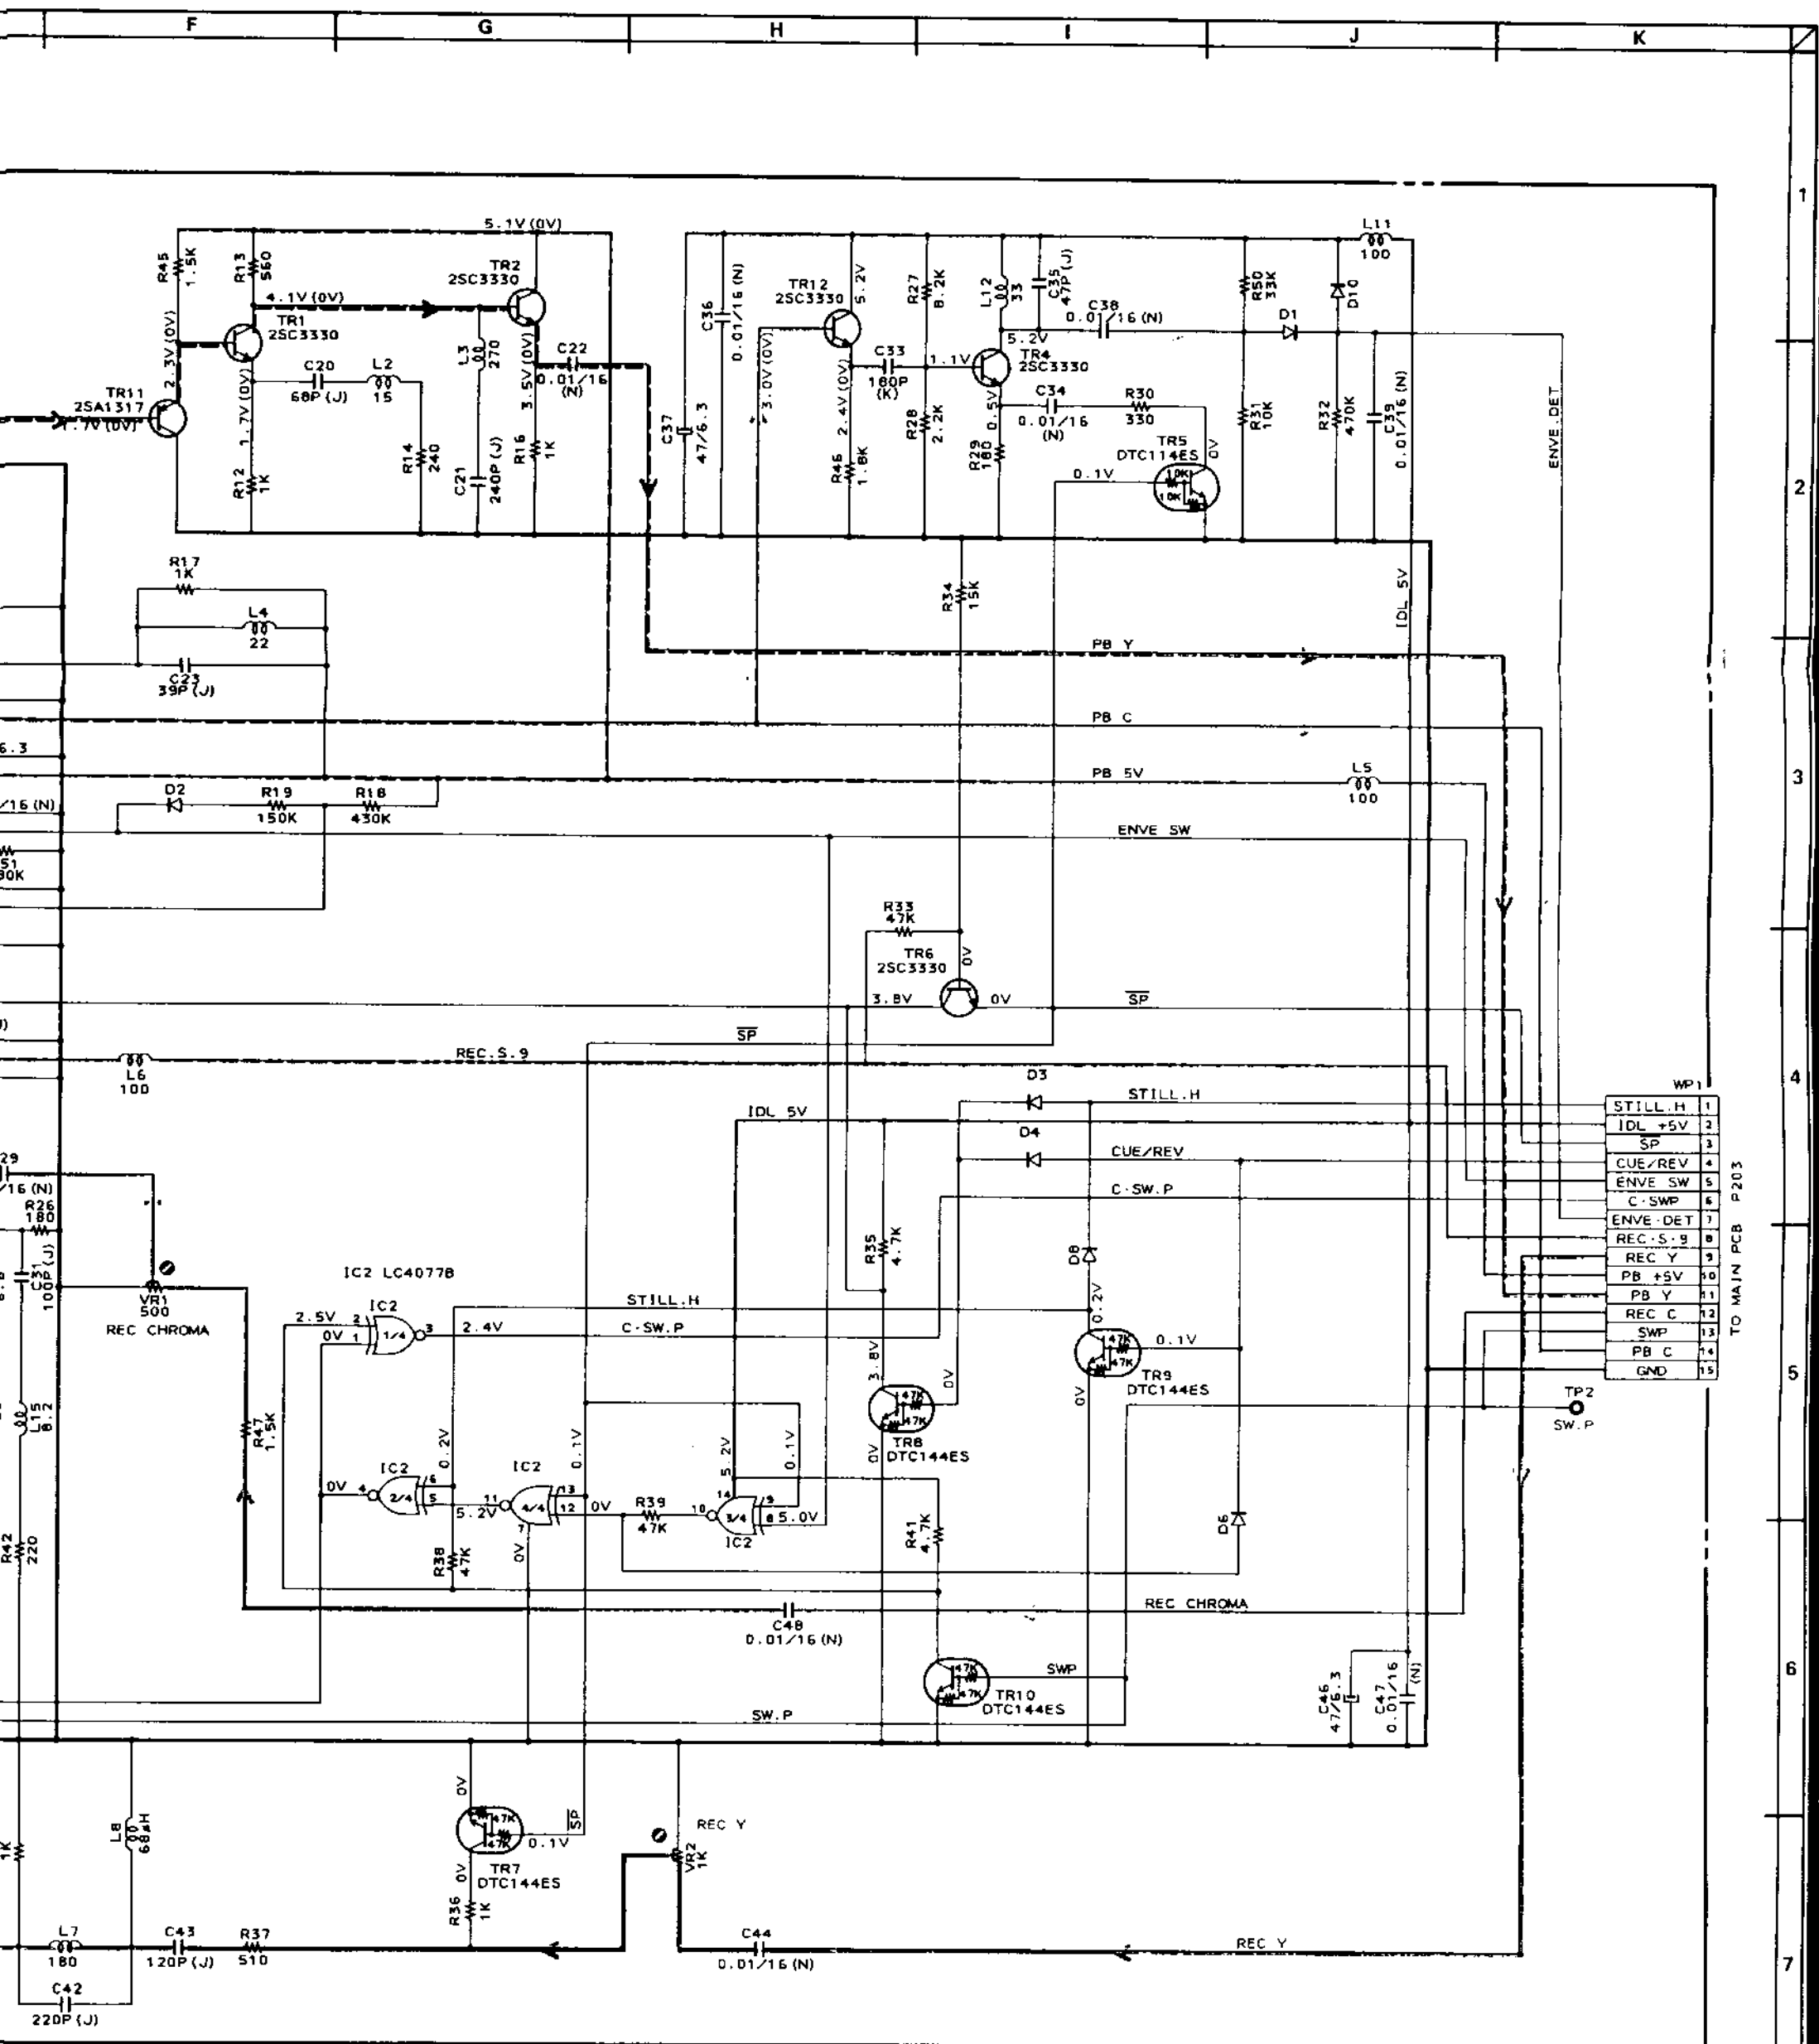 F G H I J K
1
5.1V(0V)
L11
100
R45
1.5K
R13
560
TR2
2SC3330
4.1V(0V)
TR1
2SC3330
2.3V(0V)
C36
0.01/16(N)
TR12
2SC3330
5.2V
R27
8.2K
L12
33
C35
47P(J)
C38
0.01/16(N)
R50
33K
D10
D1
5.2V
TR4
2SC3330
1.1V
C20
68P(J)
L2
15
L3
270
3.5V(0V)
C22
0.01/16
(N)
C33
180P
(K)
3.0V(0V)
2.4V(0V)
TR11
2SA1317
1.7V(0V)
1.7V(0V)
C37
47/6.3
R28
2.2K
0.5V
C34
0.01/16
(N)
R30
330
R31
10K
R32
470K
C39
0.01/16(N)
ENVE.DET
R12
1K
R14
240
C21
240P(J)
R16
1K
R46
1.8K
R29
180
TR5
DTC114ES
0V
0.1V
10K
10K
2
R17
1K
L4
22
C23
39P(J)
R34
15K
IDL 5V
PB Y
PB C
6.3
PB 5V
L5
100
3
/16(N)
D2
R19
150K
R18
430K
ENVE SW
51
R33
47K
TR6
2SC3330
0V
3.8V
0V
SP
SP
REC.S.9
L6
100
4
D3
STILL.H
IDL 5V
D4
CUE/REV
C-SW.P
WP1
STILL.H 1
IDL +5V 2
SP 3
CUE/REV 4
ENVE SW 5
C-SWP 6
ENVE-DET 7
REC-S-9 8
REC Y 9
PB +5V 10
PB Y 11
REC C 12
SWP 13
PB C 14
GND 15
TO MAIN PCB P203
29
/16(N)
R26
180
C31
100P(J)
VR1
500
REC CHROMA
R35
4.7K
D8
IC2 LC4077B
IC2
2.5V 2
0V 1
1/4
3
2.4V
STILL.H
C-SW.P
0.2V
0.1V
47K
47K
TR9
DTC144ES
0V
3.8V
0V
47K
47K
TR8
DTC144ES
0V
5
TP2
SW.P
L15
8.2
R47
1.5K
0.2V
0.1V
5.2V
0.1V
IC2
0V 4
2/4
6
5
5.2V
IC2
11
4/4
13
12
7
0V
R39
47K
14
10
3/4
9
8
5.0V
IC2
R41
4.7K
D6
R42
220
R38
47K
0V
REC CHROMA
C48
0.01/16(N)
SWP
47K
47K
TR10
DTC144ES
SW.P
C46
47/6.3
C47
0.01/16
(N)
6
0V
47K
47K
0.1V
SP
TR7
DTC144ES
0V
R36
1K
REC Y
VR2
1K
L8
68μH
1K
L7
180
C43
120P(J)
R37
510
C44
0.01/16(N)
REC Y
C42
220P(J)
7